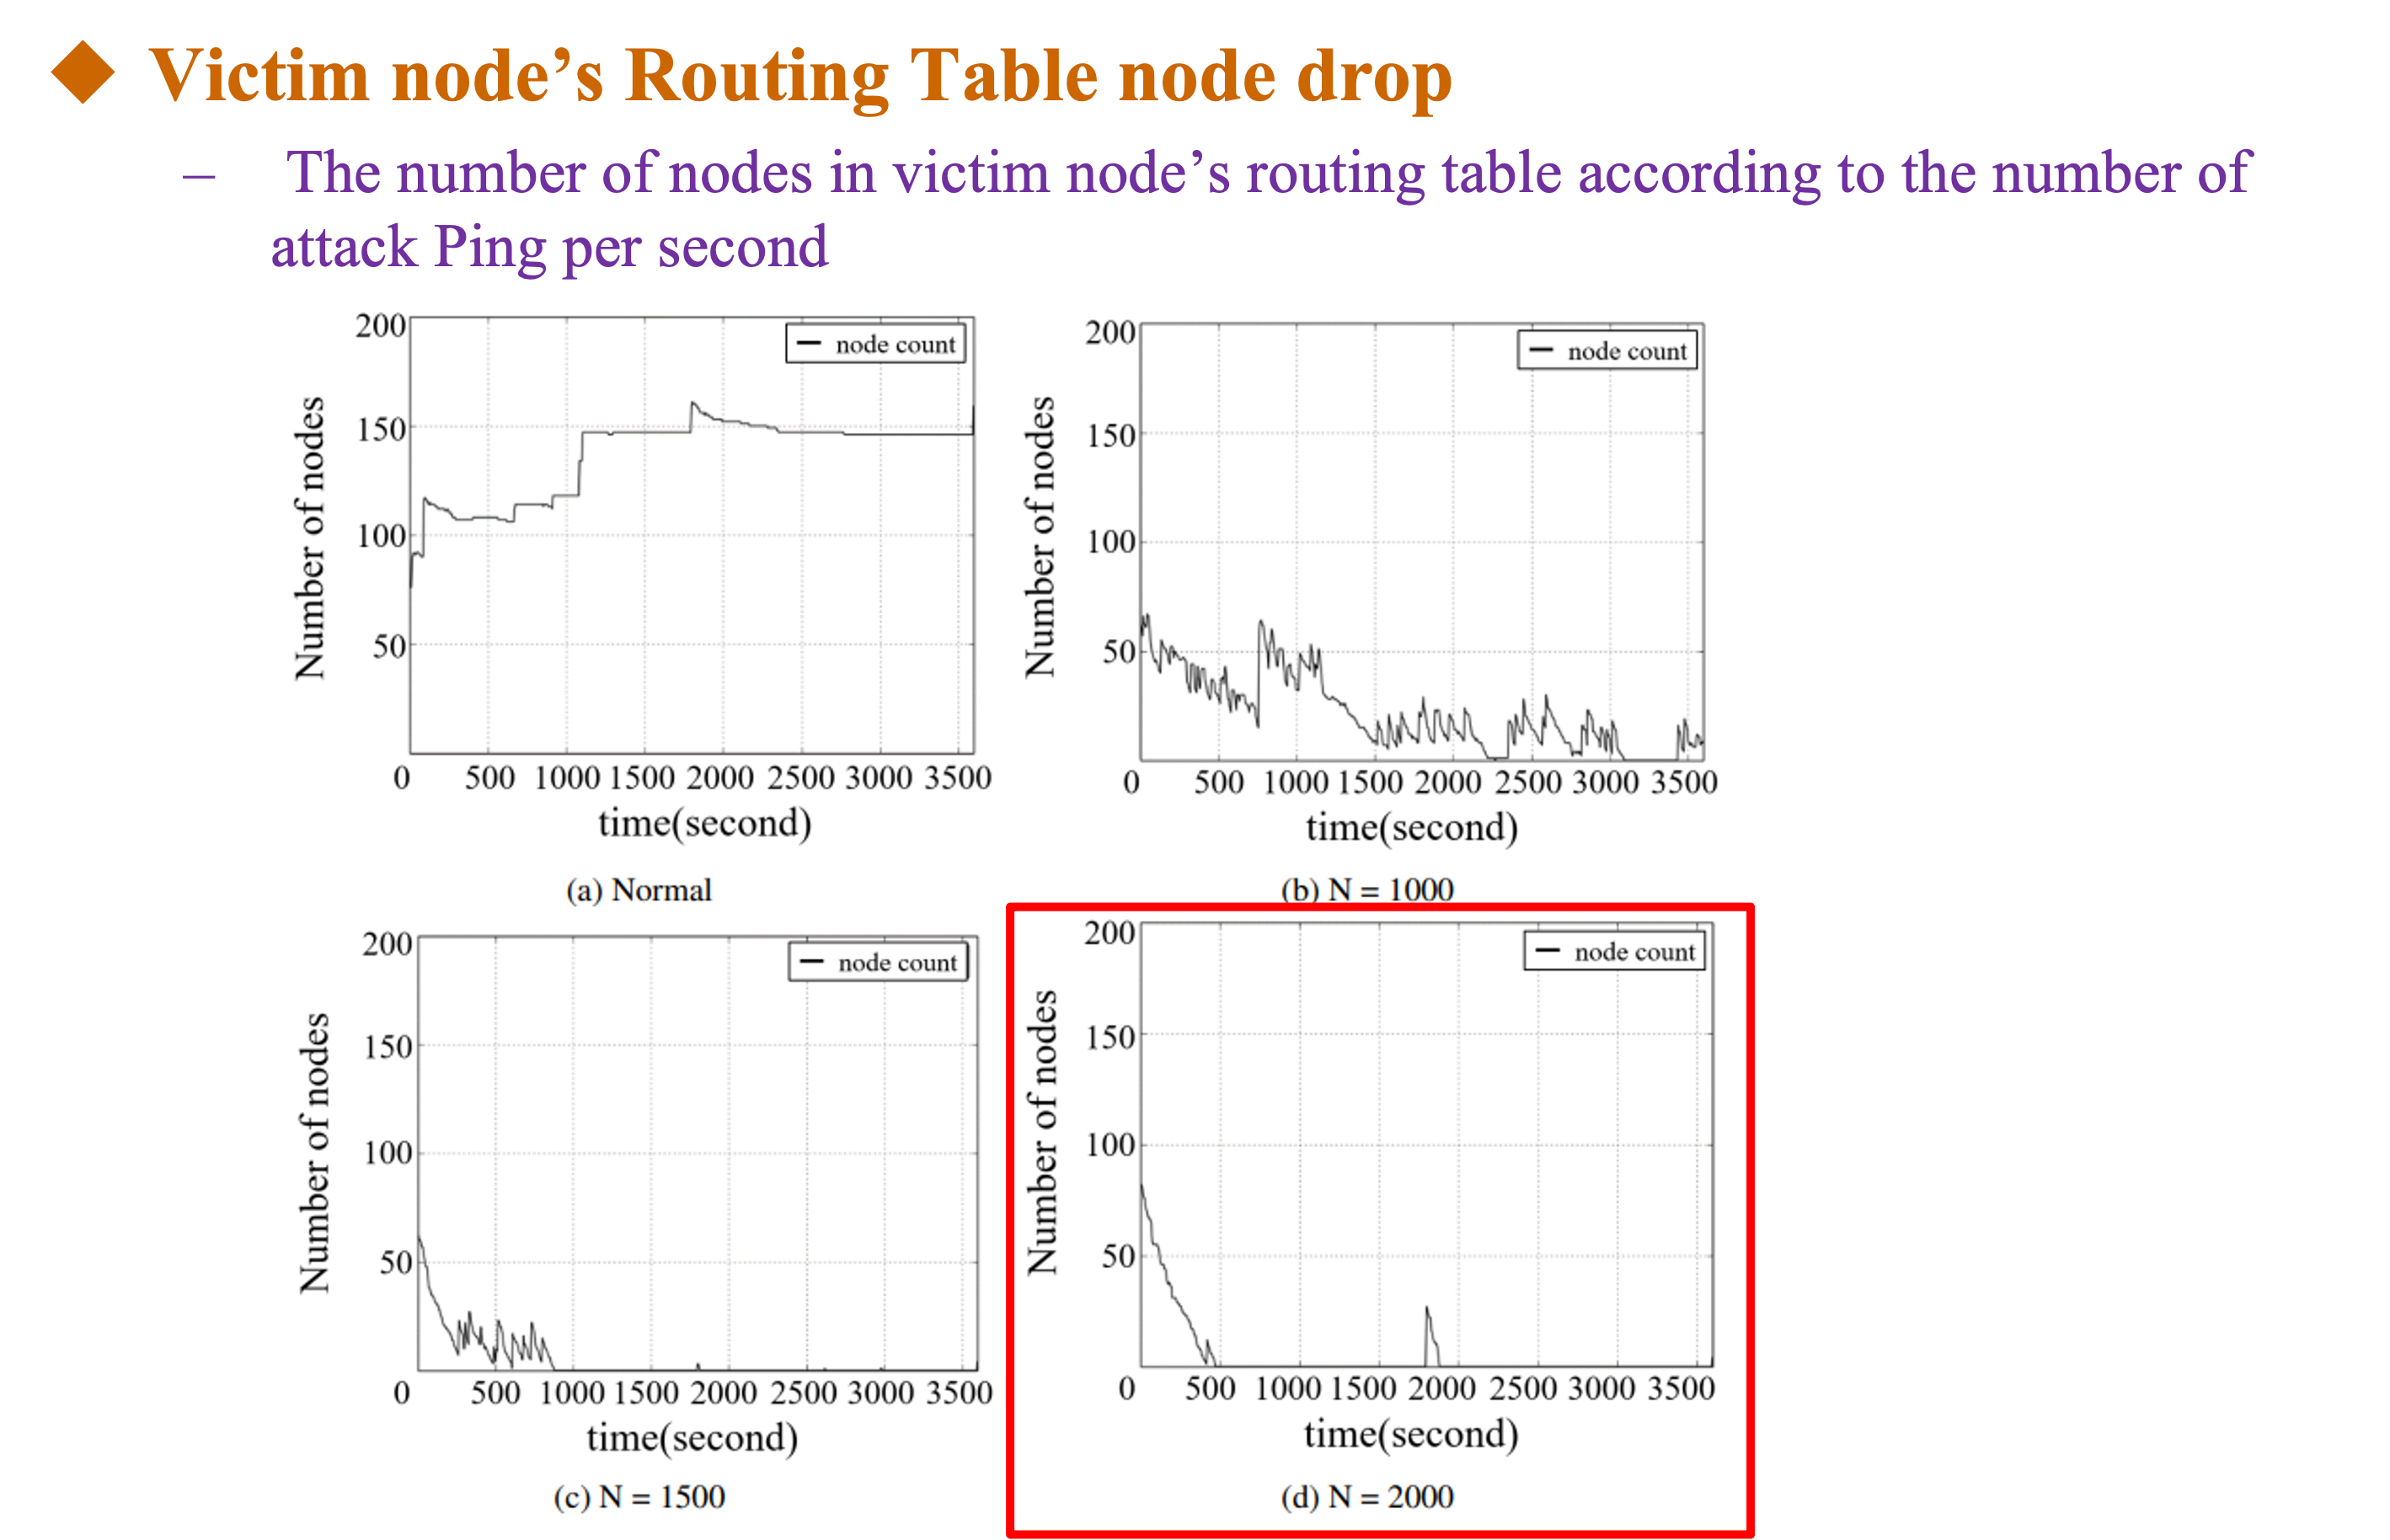 Victim node’s Routing Table node drop
– The number of nodes in victim node’s routing table according to the number of
attack Ping per second
200
150
100
50
Number of nodes
node count
0 500 1000 1500 2000 2500 3000 3500
time(second)
(a) Normal
200
150
100
50
Number of nodes
node count
0 500 1000 1500 2000 2500 3000 3500
time(second)
(b) N = 1000
200
150
100
50
Number of nodes
node count
0 500 1000 1500 2000 2500 3000 3500
time(second)
(c) N = 1500
200
150
100
50
Number of nodes
node count
0 500 1000 1500 2000 2500 3000 3500
time(second)
(d) N = 2000